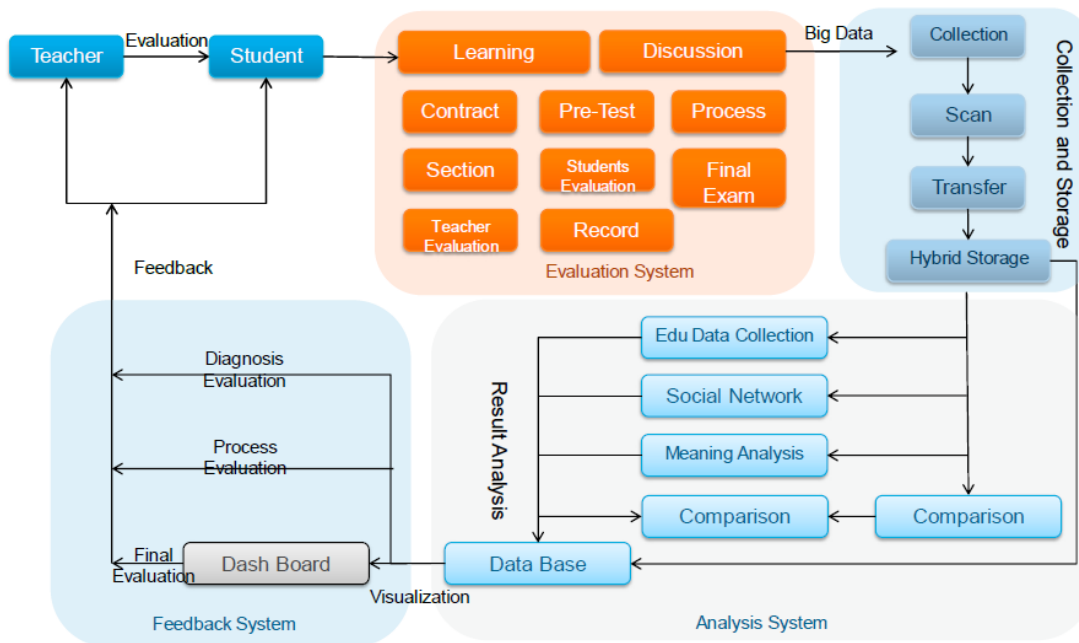 Teacher
Evaluation
Student
Learning
Discussion
Contract
Pre-Test
Process
Section
Students
Evaluation
Final
Exam
Teacher
Evaluation
Record
Evaluation System
Big Data
Collection
Scan
Transfer
Hybrid Storage
Collection and Storage
Feedback
Diagnosis
Evaluation
Process
Evaluation
Final
Evaluation
Dash Board
Visualization
Feedback System
Edu Data Collection
Social Network
Meaning Analysis
Comparison
Comparison
Result Analysis
Data Base
Analysis System